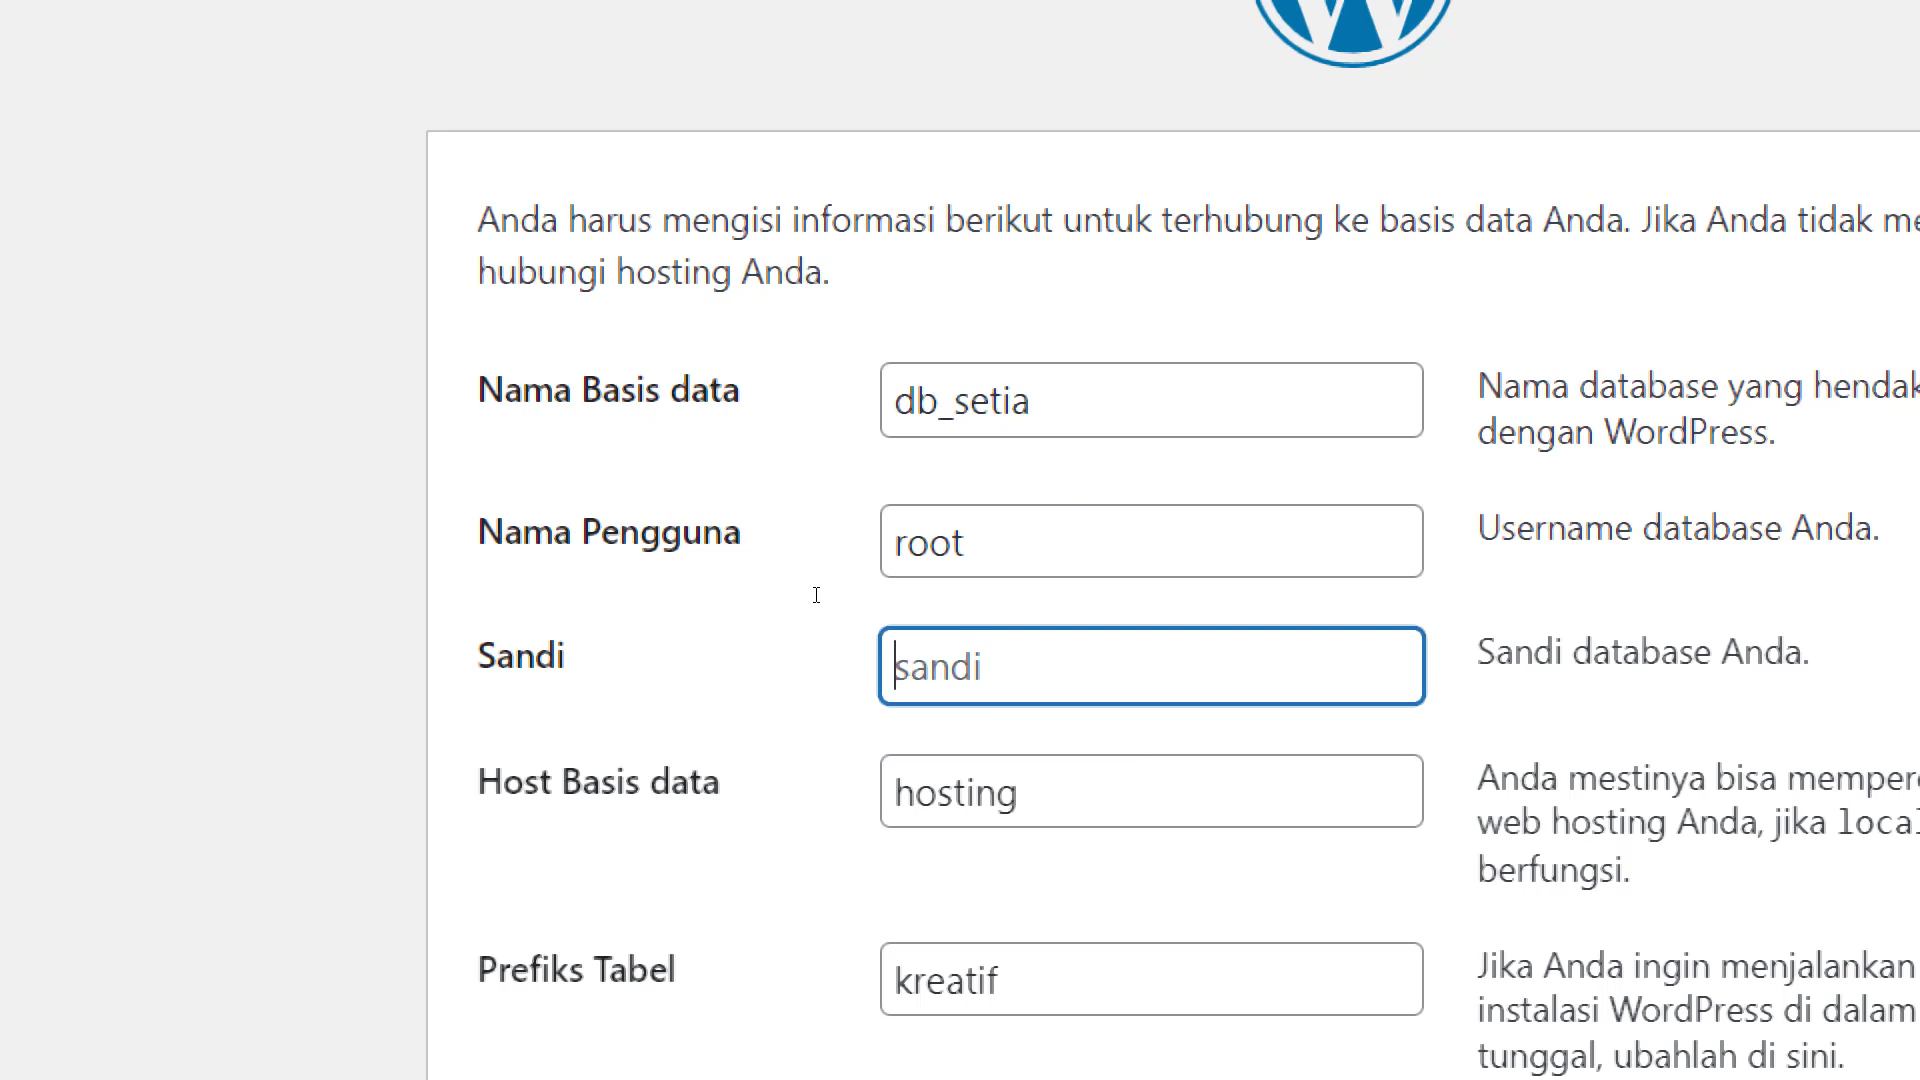 Anda harus mengisi informasi berikut untuk terhubung ke basis data Anda. Jika Anda tidak
hubungi hosting Anda.
Nama Basis data
db_setia
Nama database yang
dengan WordPress.
Nama Pengguna
root
Username database Anda.
Sandi
sandi
Sandi database Anda.
Host Basis data
hosting
Anda mestinya bisa
web hosting Anda, jika
berfungsi.
Prefiks Tabel
kreatif
Jika Anda ingin menjalankan
instalasi WordPress di dalam
tunggal, ubahlah di sini.